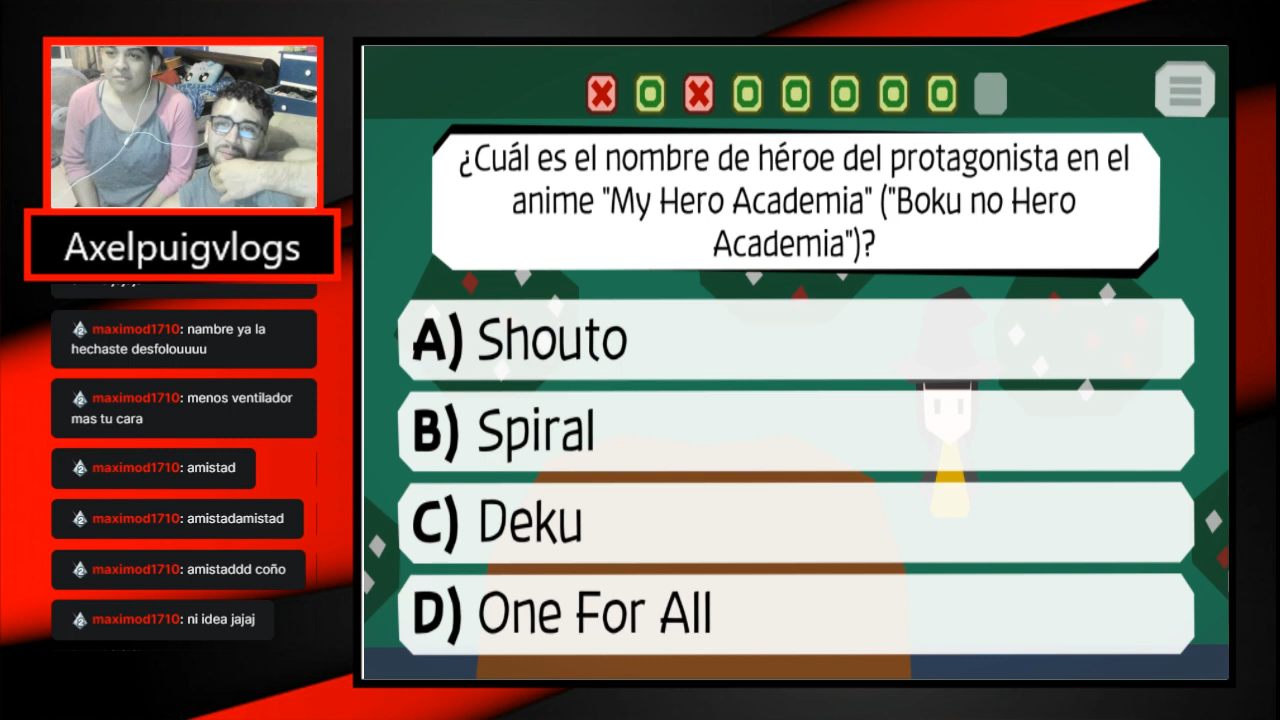 Axelpuigvlogs
maximod1710: nambre ya la
hechaste desfolouuuu
maximod1710: menos ventilador
mas tu cara
maximod1710: amistad
maximod1710: amistadamistad
maximod1710: amistaddd coño
maximod1710: ni idea jajaj
¿Cuál es el nombre de héroe del protagonista en el
anime "My Hero Academia" ("Boku no Hero
Academia")?
A) Shouto
B) Spiral
C) Deku
D) One For All